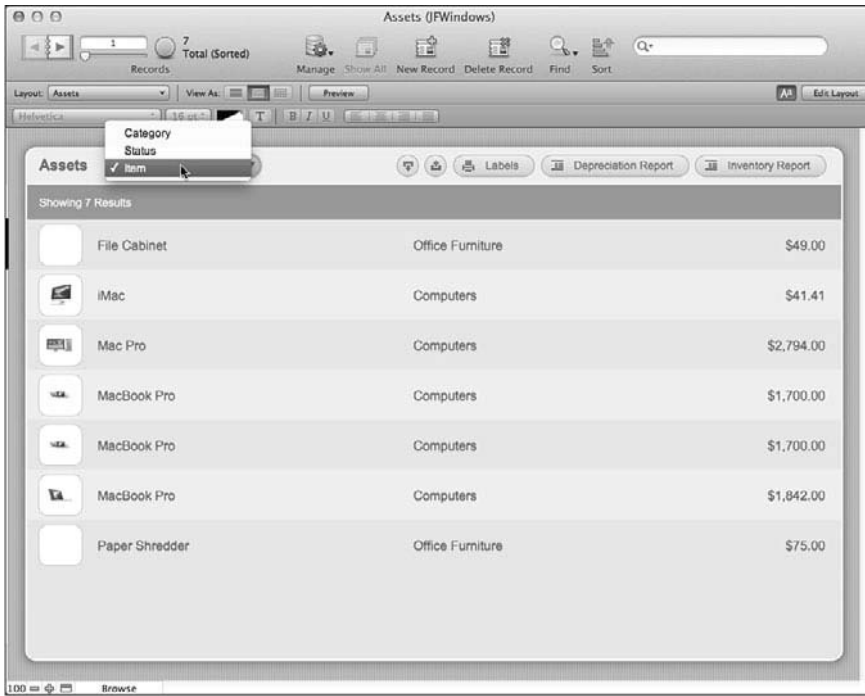 Assets (JFWindows)
1
7
Total (Sorted)
Records
Manage
Show All
New Record
Delete Record
Find
Sort
Layout: Assets
View As:
Preview
Aa
Edit Layout
Helvetica
16 pt
T
B I U
Category
Status
✓ Item
Assets
Labels
Depreciation Report
Inventory Report
Showing 7 Results
File Cabinet Office Furniture $49.00
iMac Computers $41.41
Mac Pro Computers $2,794.00
MacBook Pro Computers $1,700.00
MacBook Pro Computers $1,700.00
MacBook Pro Computers $1,842.00
Paper Shredder Office Furniture $75.00
100
Browse